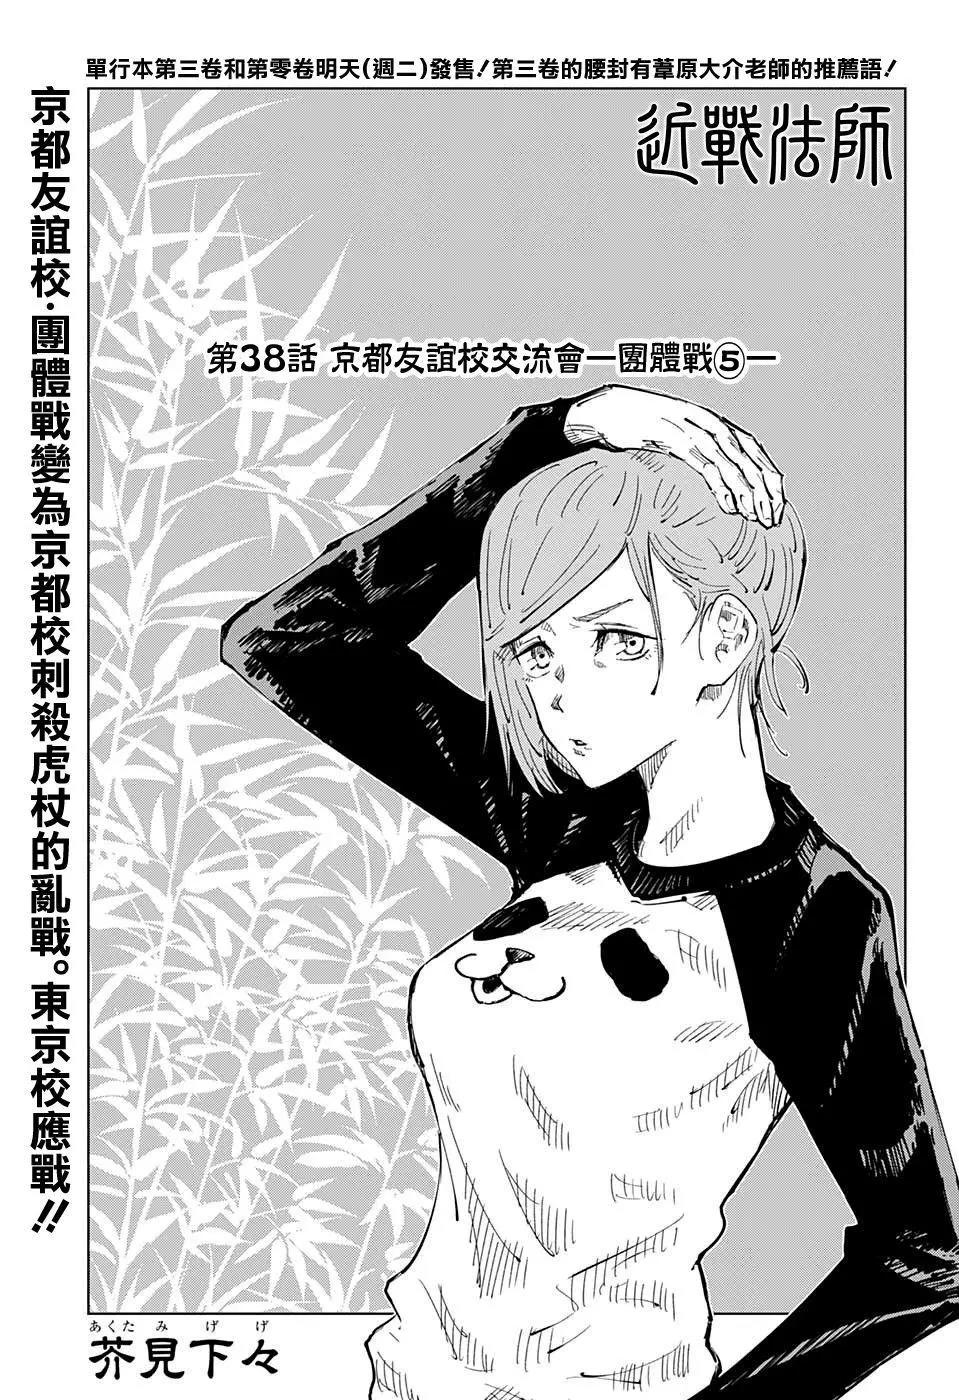 單行本第三卷和第零卷明天(週二)發售!第三卷的腰封有葦原大介老師的推薦語!
近戰法師
第38話 京都友誼校交流會—團體戰⑤—
京都友誼校·團體戰變為京都校刺殺虎杖的亂戰。東京校應戰!!
あくたみげげ
芥見下々